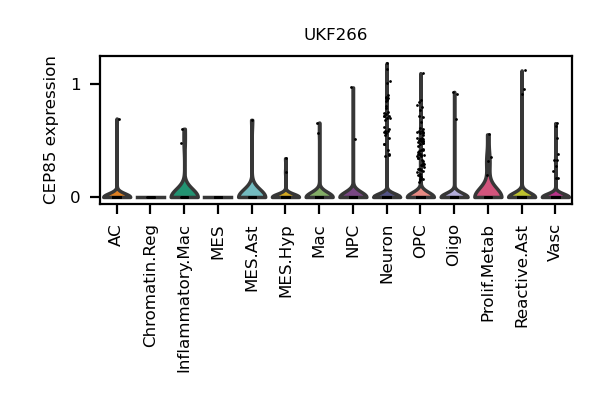 UKF266
CEP85 expression
1
0
AC
Chromatin.Reg
Inflammatory.Mac
MES
MES.Ast
MES.Hyp
Mac
NPC
Neuron
OPC
Oligo
Prolif.Metab
Reactive.Ast
Vasc